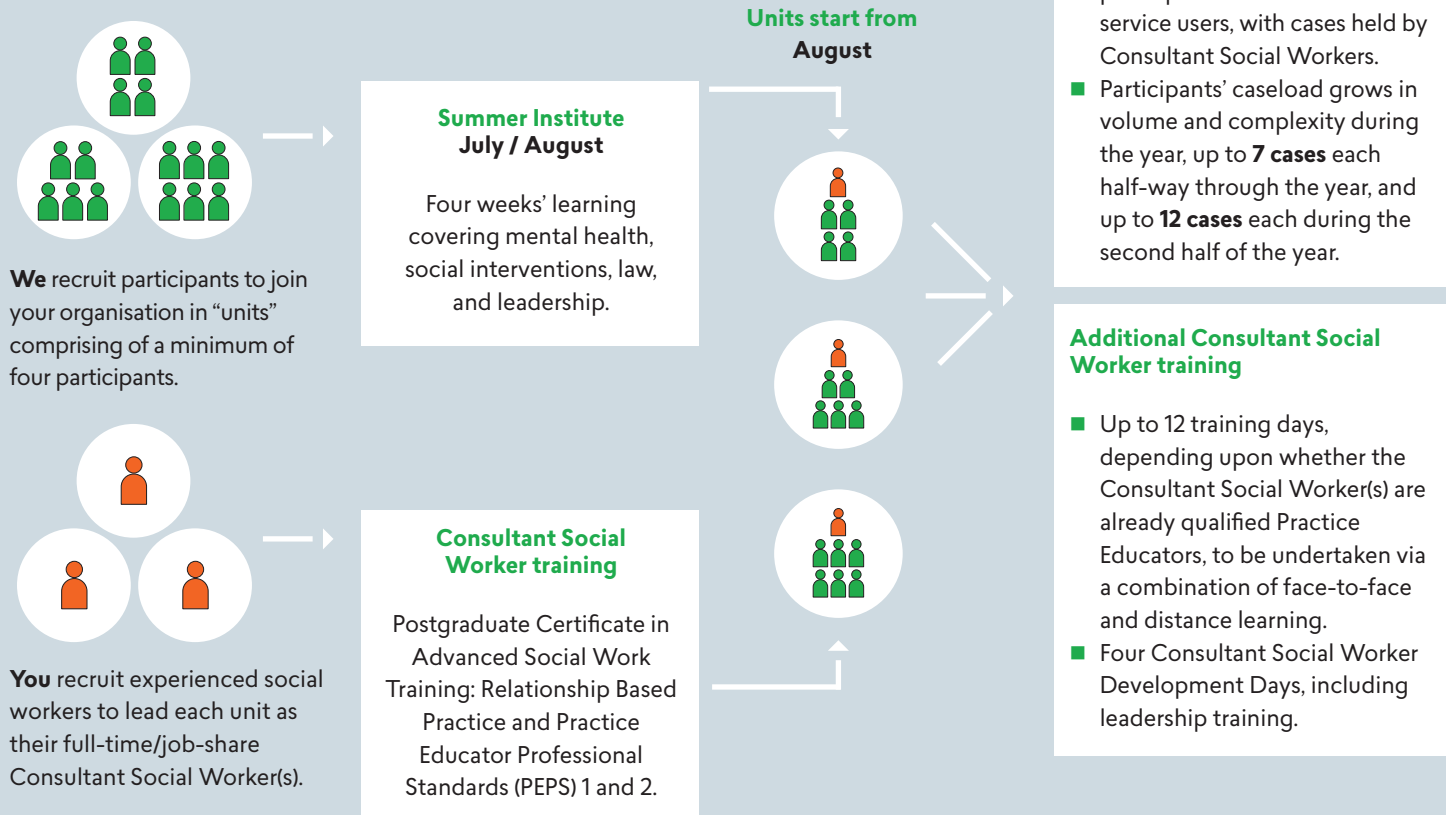 We recruit participants to join
your organisation in “units”
comprising of a minimum of
four participants.
You recruit experienced social
workers to lead each unit as
their full-time/job-share
Consultant Social Worker(s).
Summer Institute
July / August
Four weeks’ learning
covering mental health,
social interventions, law,
and leadership.
Consultant Social
Worker training
Postgraduate Certificate in
Advanced Social Work
Training: Relationship Based
Practice and Practice
Educator Professional
Standards (PEPS) 1 and 2.
Units start from
August
service users, with cases held by
Consultant Social Workers.
■ Participants’ caseload grows in
volume and complexity during
the year, up to 7 cases each
half-way through the year, and
up to 12 cases each during the
second half of the year.
Additional Consultant Social
Worker training
■ Up to 12 training days,
depending upon whether the
Consultant Social Worker(s) are
already qualified Practice
Educators, to be undertaken via
a combination of face-to-face
and distance learning.
■ Four Consultant Social Worker
Development Days, including
leadership training.